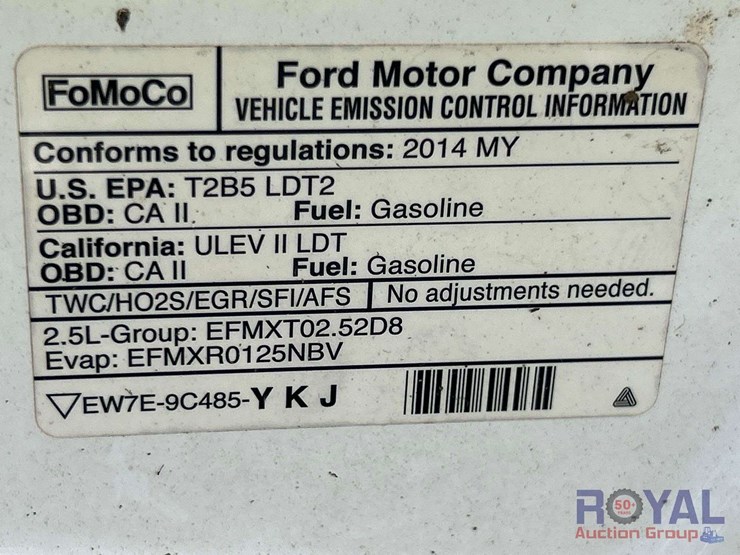 FoMoCo
Ford Motor Company
VEHICLE EMISSION CONTROL INFORMATION
Conforms to regulations: 2014 MY
U.S. EPA: T2B5 LDT2
OBD: CA II. Fuel: Gasoline
California: ULEV II LDT
OBD: CA II Fuel: Gasoline
TWC/HO2S/EGR/SFI/AFS No adjustments needed.
2.5L-Group: EFMXT02.52D8
Evap: EFMXR0125NBV
EW7E-9C485-Y K J
ROYAL
50+
YEARS
Auction Group